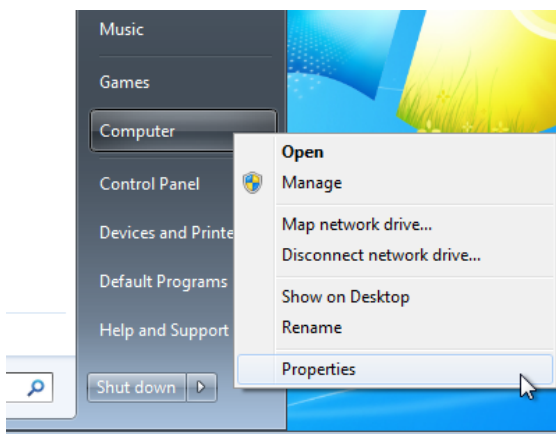 Music
Games
Computer
Control Panel
Devices and Printe
Default Programs
Help and Support
Shut down
Open
Manage
Map network drive...
Disconnect network drive...
Show on Desktop
Rename
Properties